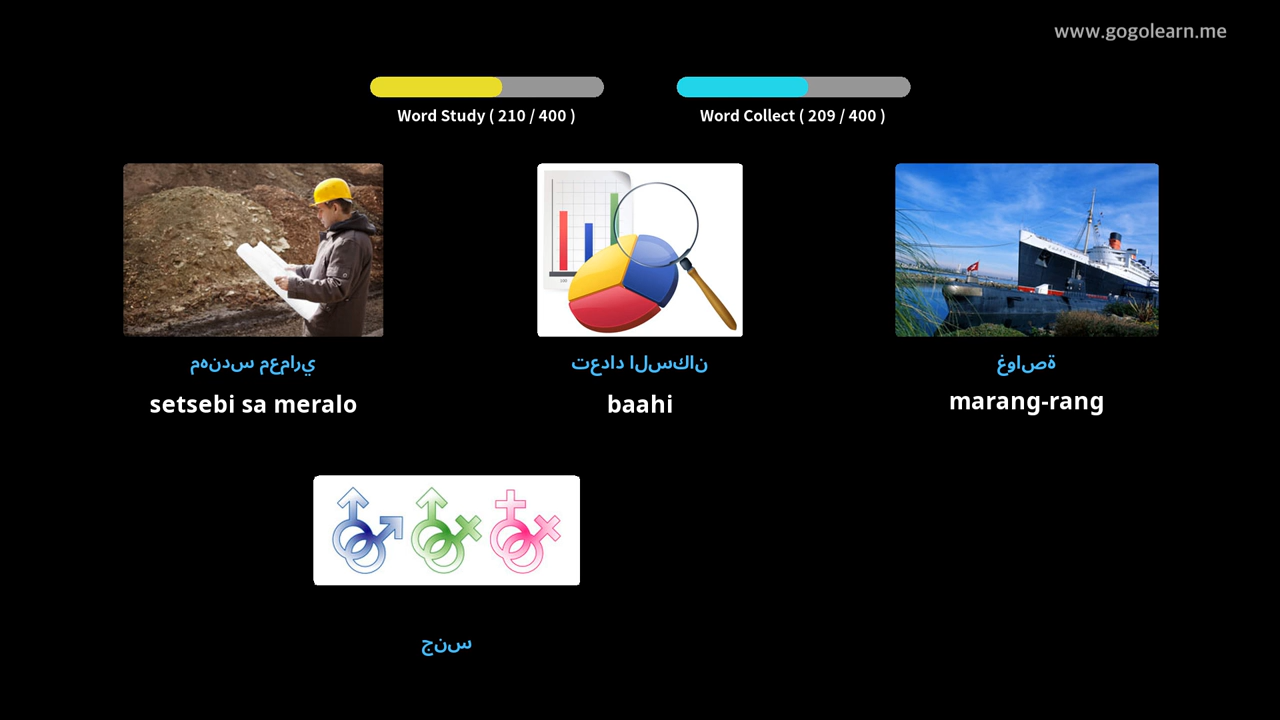 www.gogolearn.me
Word Study ( 210 / 400 )
Word Collect ( 209 / 400 )
مهندس معماري
تعداد السكان
غواصة
setsebi sa meralo
baahi
marang-rang
جنس